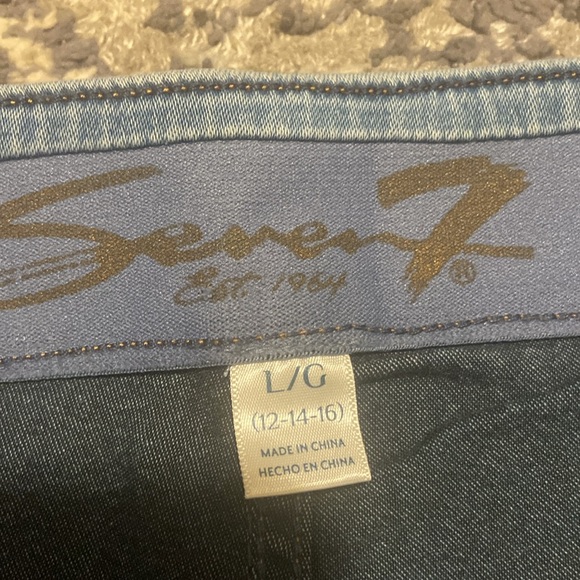 Seven7®
Est. 1964
L/G
(12-14-16)
MADE IN CHINA
HECHO EN CHINA